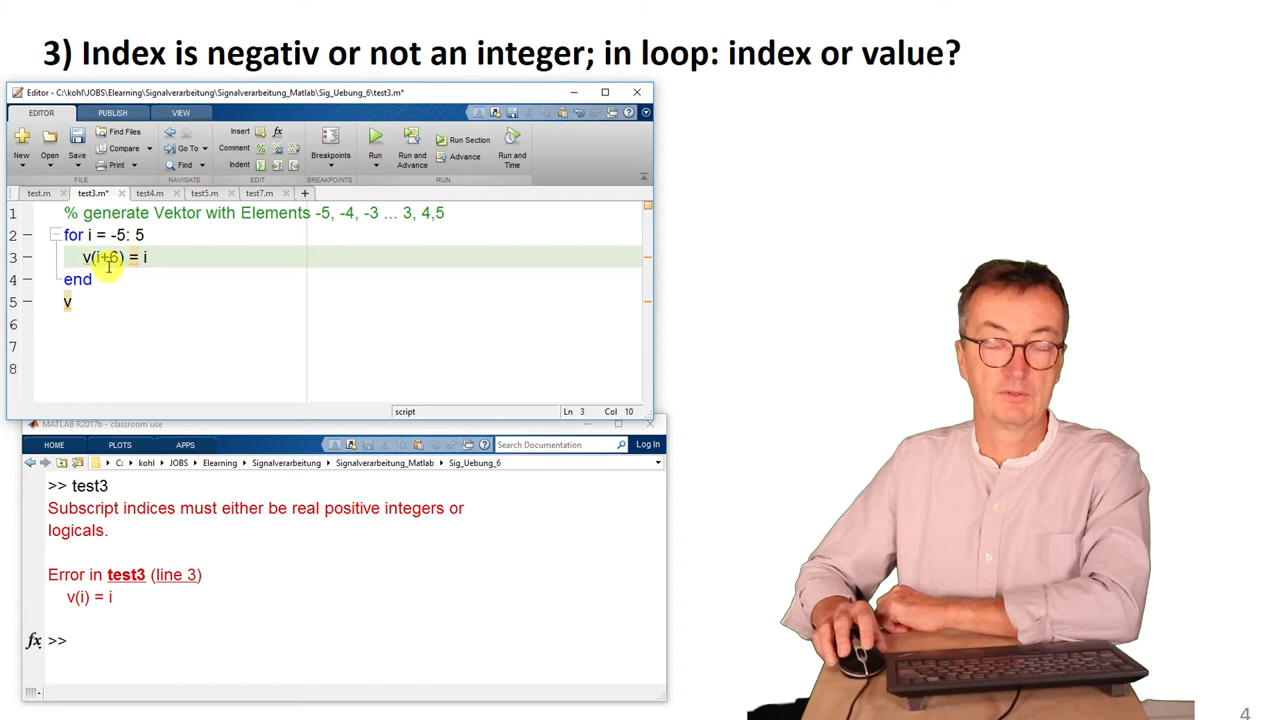 3) Index is negativ or not an integer; in loop: index or value?
Editor - C:\kohl\JOBS\Elearning\Signalverarbeitung\Signalverarbeitung_Matlab\Sig_Uebung_6\test3.m*
EDITOR PUBLISH VIEW
New Open Save
Find Files
Compare
Print
Go To
Find
Insert fx
Comment
Indent
Breakpoints
Run
Run and Advance
Run Section
Advance
Run and Time
FILE NAVIGATE EDIT BREAKPOINTS RUN
test.m test3.m* test4.m test5.m test7.m +
1 % generate Vektor with Elements -5, -4, -3 ... 3, 4,5
2 for i = -5: 5
3 v(i+6) = i
4 end
5 v
6
7
8
script Ln 3 Col 10
MATLAB R2017b - classroom use
HOME PLOTS APPS Search Documentation Log In
C: kohl JOBS Elearning Signalverarbeitung Signalverarbeitung_Matlab Sig_Uebung_6
>> test3
Subscript indices must either be real positive integers or
logicals.
Error in test3 (line 3)
v(i) = i
fx >>
4